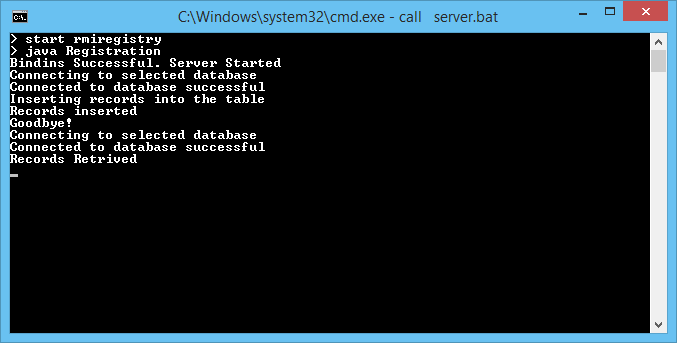 C:\Windows\system32\cmd.exe - call  server.bat
> start rmiregistry
> java Registration
Bindins Successful. Server Started
Connecting to selected database
Connected to database successful
Inserting records into the table
Records inserted
Goodbye!
Connecting to selected database
Connected to database successful
Records Retrived